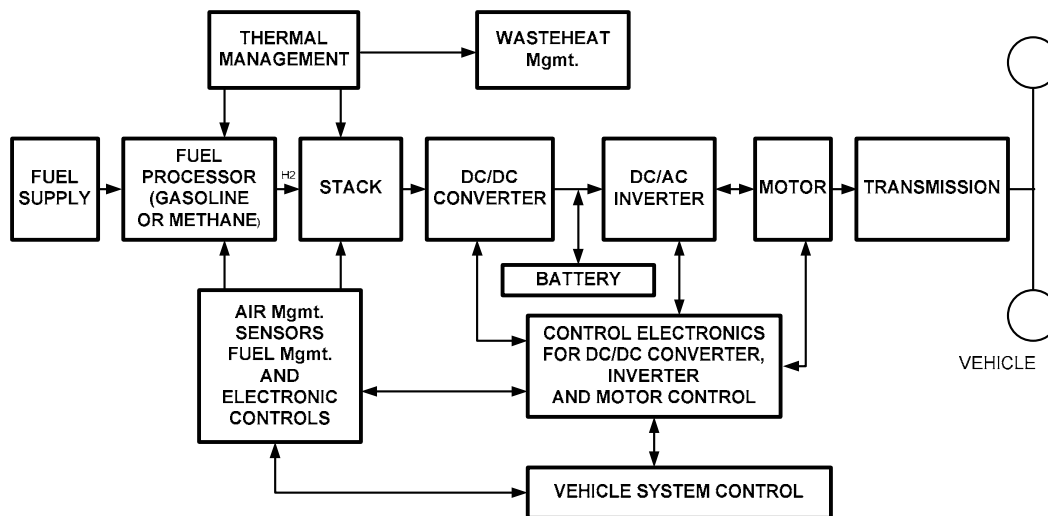 THERMAL
MANAGEMENT
WASTEHEAT
Mgmt.
FUEL
SUPPLY
FUEL
PROCESSOR
(GASOLINE
OR METHANE)
H2
STACK
DC/DC
CONVERTER
DC/AC
INVERTER
MOTOR
TRANSMISSION
BATTERY
AIR Mgmt.
SENSORS
FUEL Mgmt.
AND
ELECTRONIC
CONTROLS
CONTROL ELECTRONICS
FOR DC/DC CONVERTER,
INVERTER
AND MOTOR CONTROL
VEHICLE
VEHICLE SYSTEM CONTROL